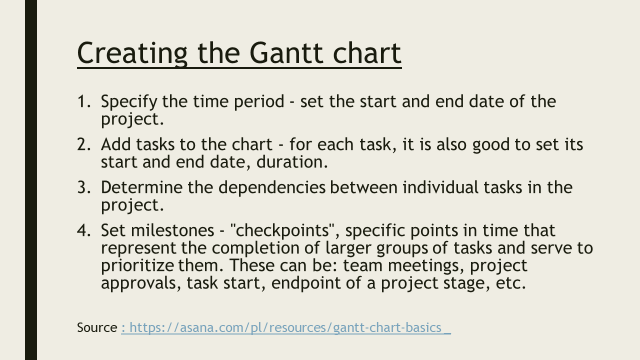 Creating the Gantt chart
1. Specify the time period - set the start and end date of the
project.
2. Add tasks to the chart - for each task, it is also good to set its
start and end date, duration.
3. Determine the dependencies between individual tasks in the
project.
4. Set milestones - "checkpoints", specific points in time that
represent the completion of larger groups of tasks and serve to
prioritize them. These can be: team meetings, project
approvals, task start, endpoint of a project stage, etc.
Source : https://asana.com/pl/resources/gantt-chart-basics